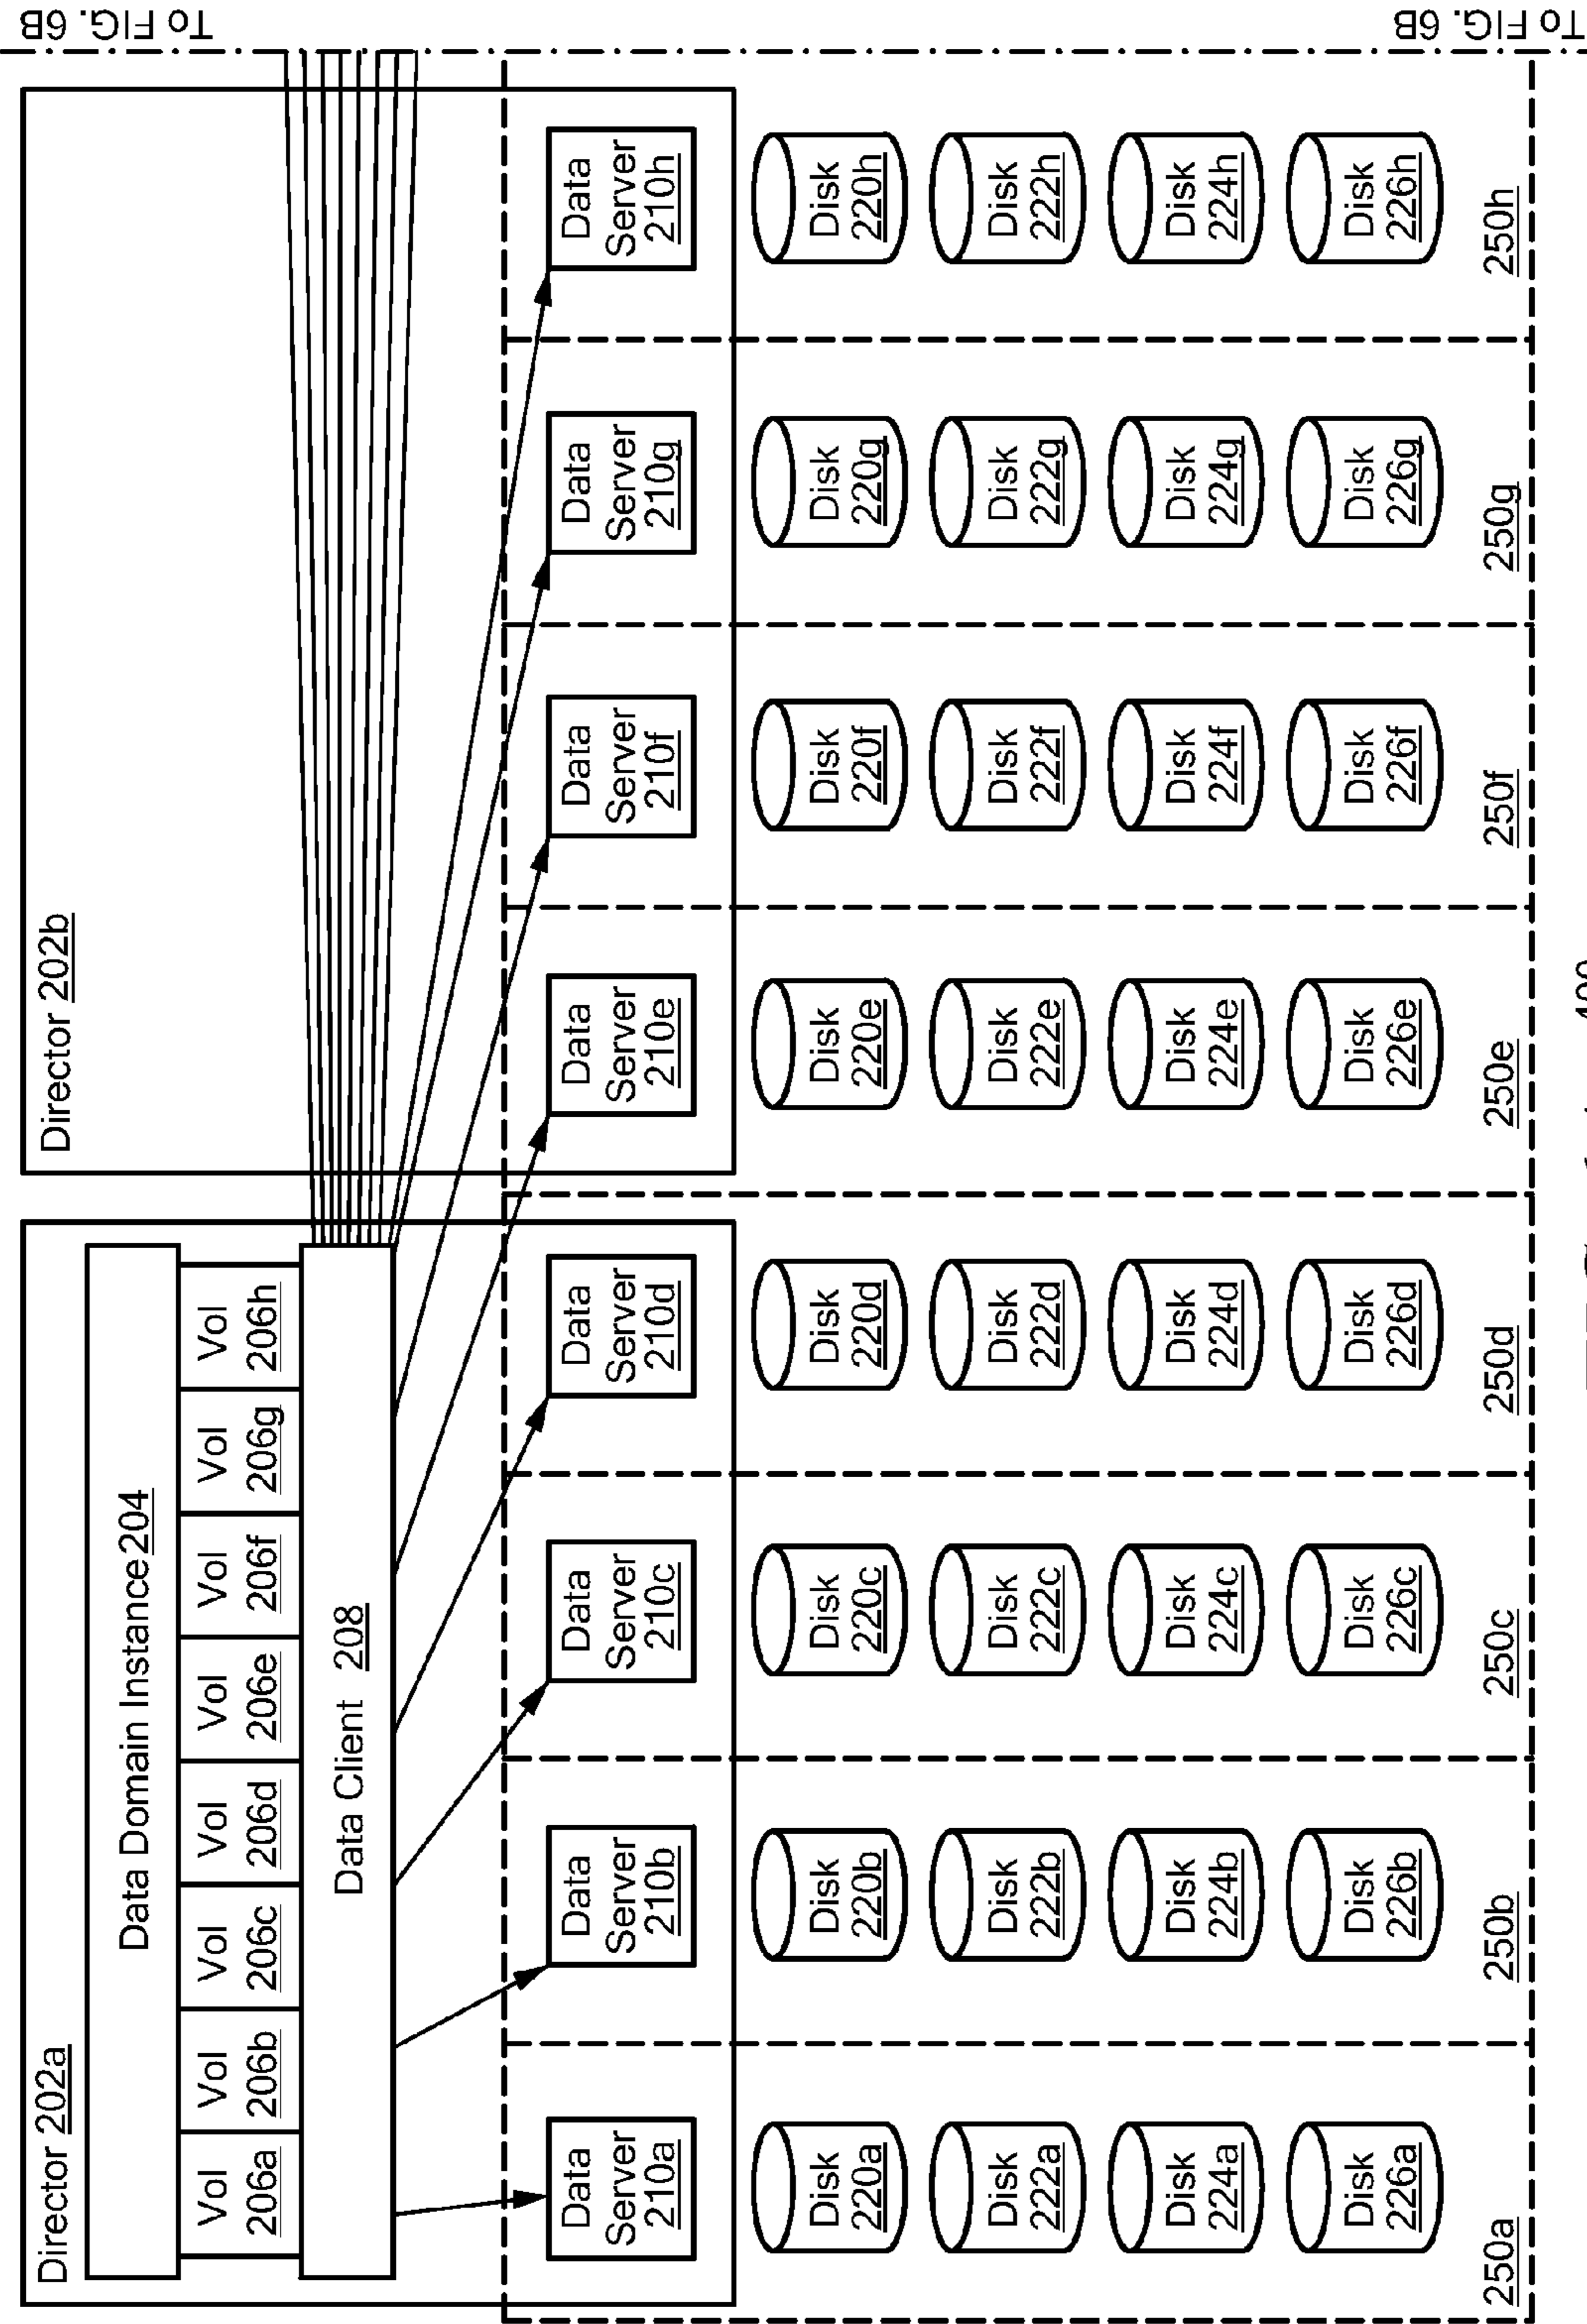 To FIG. 6B
Director 202a
Director 202b
Data Domain Instance 204
Vol
206a
Vol
206b
Vol
206c
Vol
206d
Vol
206e
Vol
206f
Vol
206g
Vol
206h
Data Client 208
Data
Server
210a
Data
Server
210b
Data
Server
210c
Data
Server
210d
Data
Server
210e
Data
Server
210f
Data
Server
210g
Data
Server
210h
Disk
220a
Disk
220b
Disk
220c
Disk
220d
Disk
220e
Disk
220f
Disk
220g
Disk
220h
Disk
222a
Disk
222b
Disk
222c
Disk
222d
Disk
222e
Disk
222f
Disk
222g
Disk
222h
Disk
224a
Disk
224b
Disk
224c
Disk
224d
Disk
224e
Disk
224f
Disk
224g
Disk
224h
Disk
226a
Disk
226b
Disk
226c
Disk
226d
Disk
226e
Disk
226f
Disk
226g
Disk
226h
250a
250b
250c
250d
250e
250f
250g
250h
To FIG. 6B